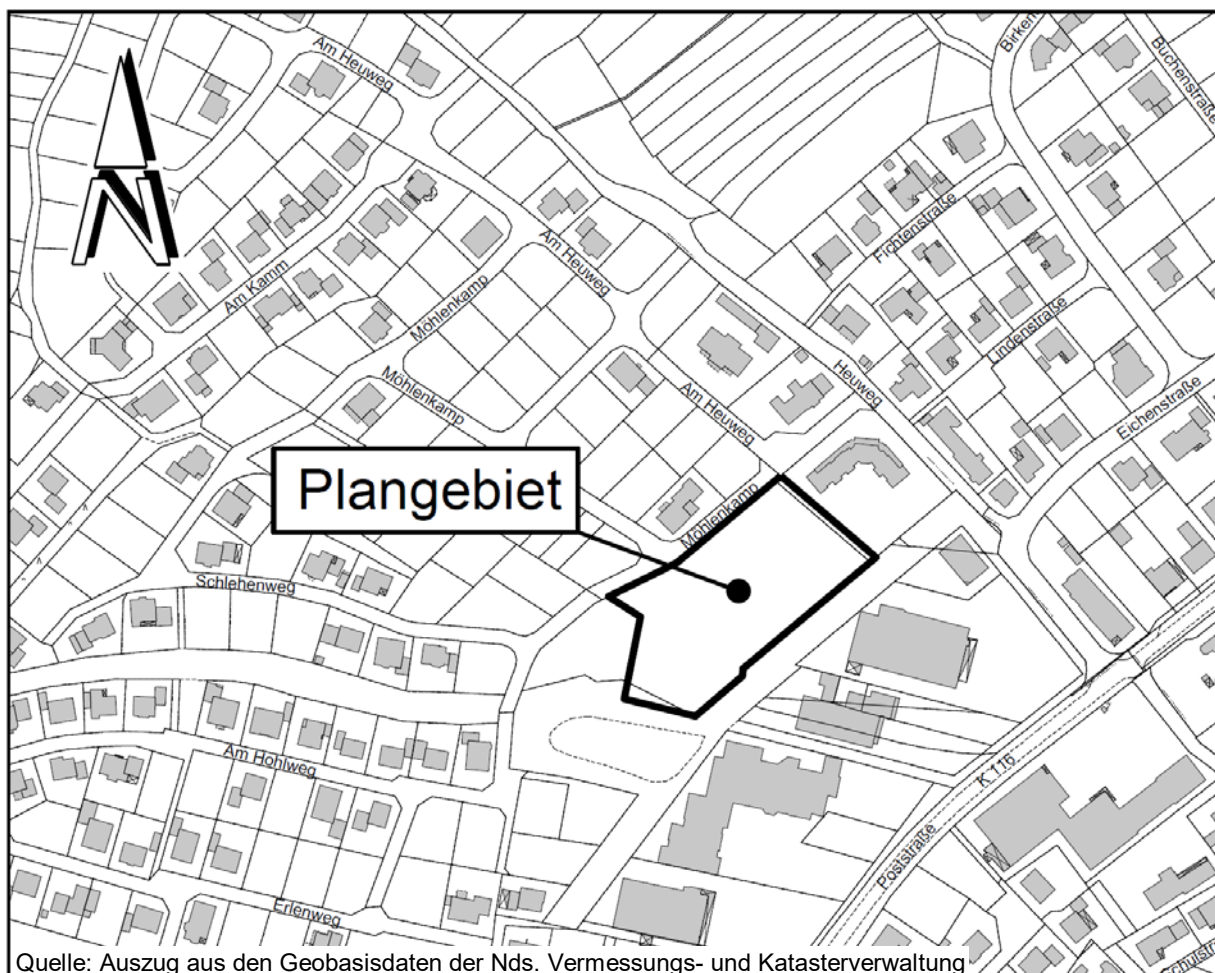 Am Heuweg
Birken
Buchenstraße
N
Fichtenstraße
Am Heuweg
Am Kamm
Möhlenkamp
Lindenstraße
Möhlenkamp
Heuweg
Am Heuweg
Eichenstraße
Plangebiet
Möhlenkamp
Schlehenweg
Am Hohlweg
K 116
Poststraße
Erlenweg
Schulstr
Quelle: Auszug aus den Geobasisdaten der Nds. Vermessungs- und Katasterverwaltung